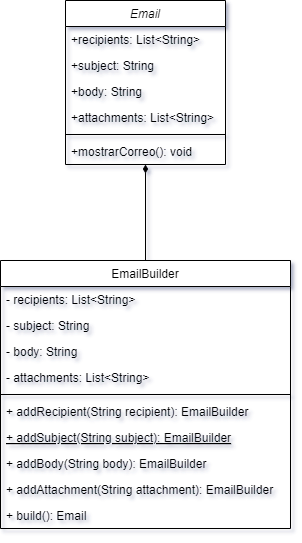 Email
+recipients: List<String>
+subject: String
+body: String
+attachments: List<String>
+mostrarCorreo(): void
EmailBuilder
- recipients: List<String>
- subject: String
- body: String
- attachments: List<String>
+ addRecipient(String recipient): EmailBuilder
+ addSubject(String subject): EmailBuilder
+ addBody(String body): EmailBuilder
+ addAttachment(String attachment): EmailBuilder
+ build(): Email